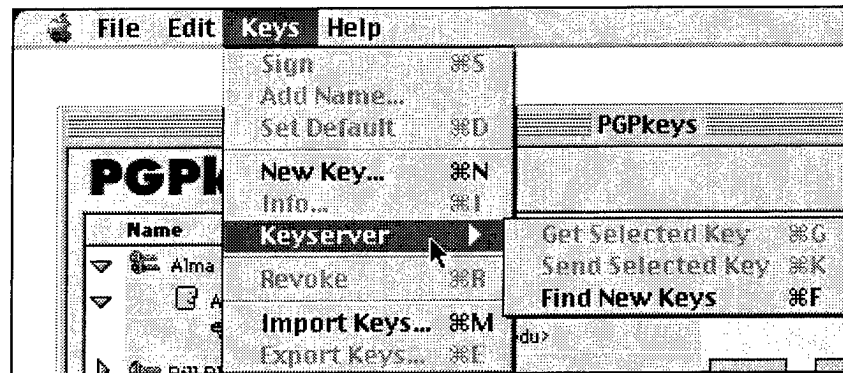 File Edit Keys Help
Sign ⌘S
Add Name...
Set Default ⌘D
PGPkeys
New Key... ⌘N
PGPk
Info... ⌘I
Name
Keyserver
Get Selected Key ⌘G
Alma
Send Selected Key ⌘K
Revoke ⌘R
Find New Keys ⌘F
Import Keys... ⌘M
du>
Export Keys... ⌘E